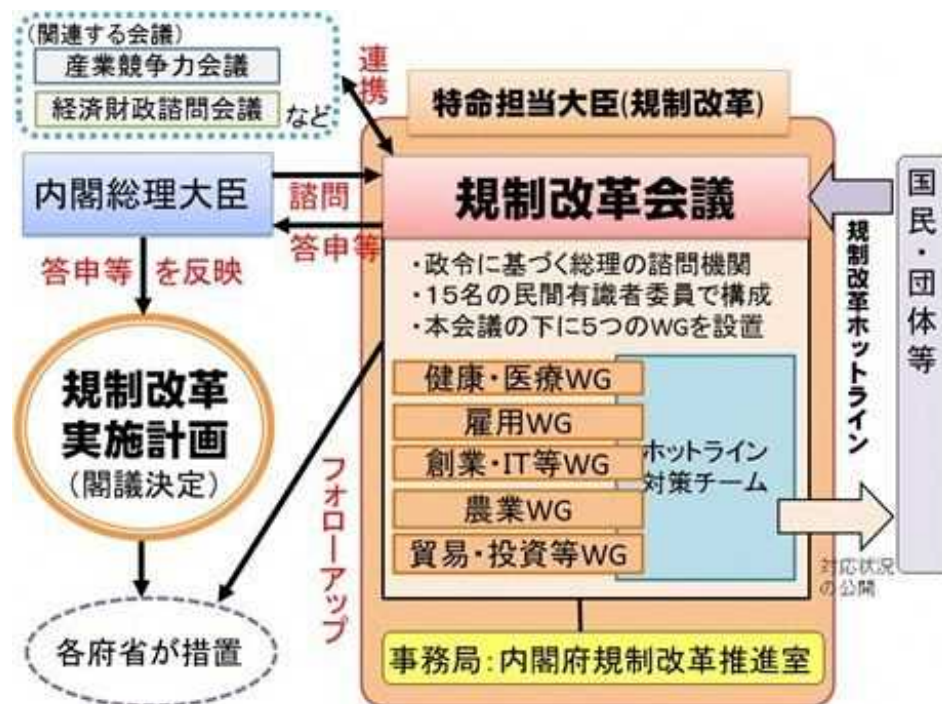 (関連する会議)
産業競争力会議
経済財政諮問会議
など
連携
特命担当大臣(規制改革)
内閣総理大臣
諮問
答申等
規制改革会議
国民・団体等
規制改革ホットライン
答申等 を反映
・政令に基づく総理の諮問機関
・15名の民間有識者委員で構成
・本会議の下に5つのWGを設置
規制改革
実施計画
(閣議決定)
健康・医療WG
雇用WG
創業・IT等WG
農業WG
貿易・投資等WG
ホットライン
対策チーム
フォローアップ
対応状況
の公開
各府省が措置
事務局:内閣府規制改革推進室